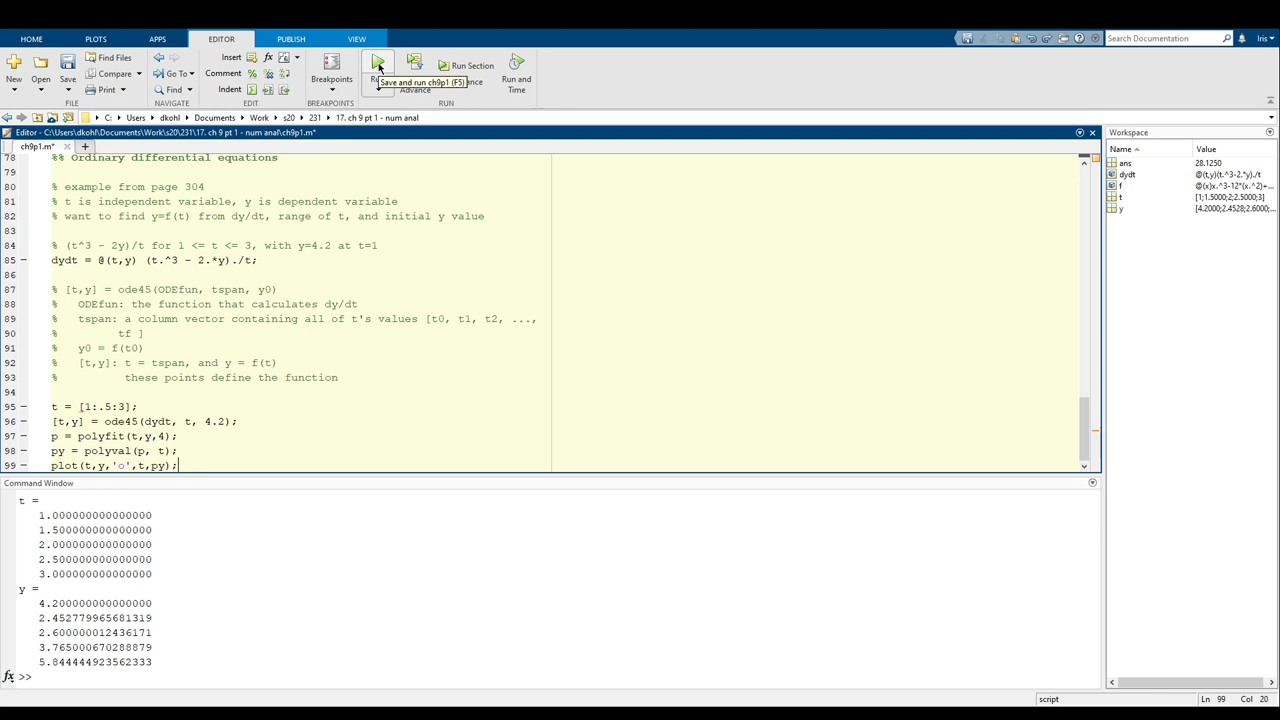 HOME PLOTS APPS EDITOR PUBLISH VIEW
Search Documentation Iris
New Open Save Find Files Compare Print Go To Find Insert Comment Indent Breakpoints Advance Run Section Run and Time
Save and run ch9p1 (F5)
FILE NAVIGATE EDIT BREAKPOINTS RUN
C: Users dkohl Documents Work s20 231 17. ch 9 pt 1 - num anal
Editor - C:\Users\dkohl\Documents\Work\s20\231\17. ch 9 pt 1 - num anal\ch9p1.m*
ch9p1.m*
78 %% Ordinary differential equations
79
80 % example from page 304
81 % t is independent variable, y is dependent variable
82 % want to find y=f(t) from dy/dt, range of t, and initial y value
83
84 % (t^3 - 2y)/t for 1 <= t <= 3, with y=4.2 at t=1
85 dydt = @(t,y) (t.^3 - 2.*y)./t;
86
87 % [t,y] = ode45(ODEfun, tspan, y0)
88 % ODEfun: the function that calculates dy/dt
89 % tspan: a column vector containing all of t's values [t0, t1, t2, ...,
90 % tf ]
91 % y0 = f(t0)
92 % [t,y]: t = tspan, and y = f(t)
93 % these points define the function
94
95 t = [1:.5:3];
96 [t,y] = ode45(dydt, t, 4.2);
97 p = polyfit(t,y,4);
98 py = polyval(p, t);
99 plot(t,y,'o',t,py);
Command Window
t =
1.000000000000000
1.500000000000000
2.000000000000000
2.500000000000000
3.000000000000000
y =
4.200000000000000
2.452779965681319
2.600000012436171
3.765000670288879
5.844444923562333
fx >>
Workspace
Name Value
ans 28.1250
dydt @(t,y)(t.^3-2.*y)./t
f @(x)x.^3-12*(x.^2)+...
t [1;1.5000;2;2.5000;3]
y [4.2000;2.4528;2.6000;...
script Ln 99 Col 20